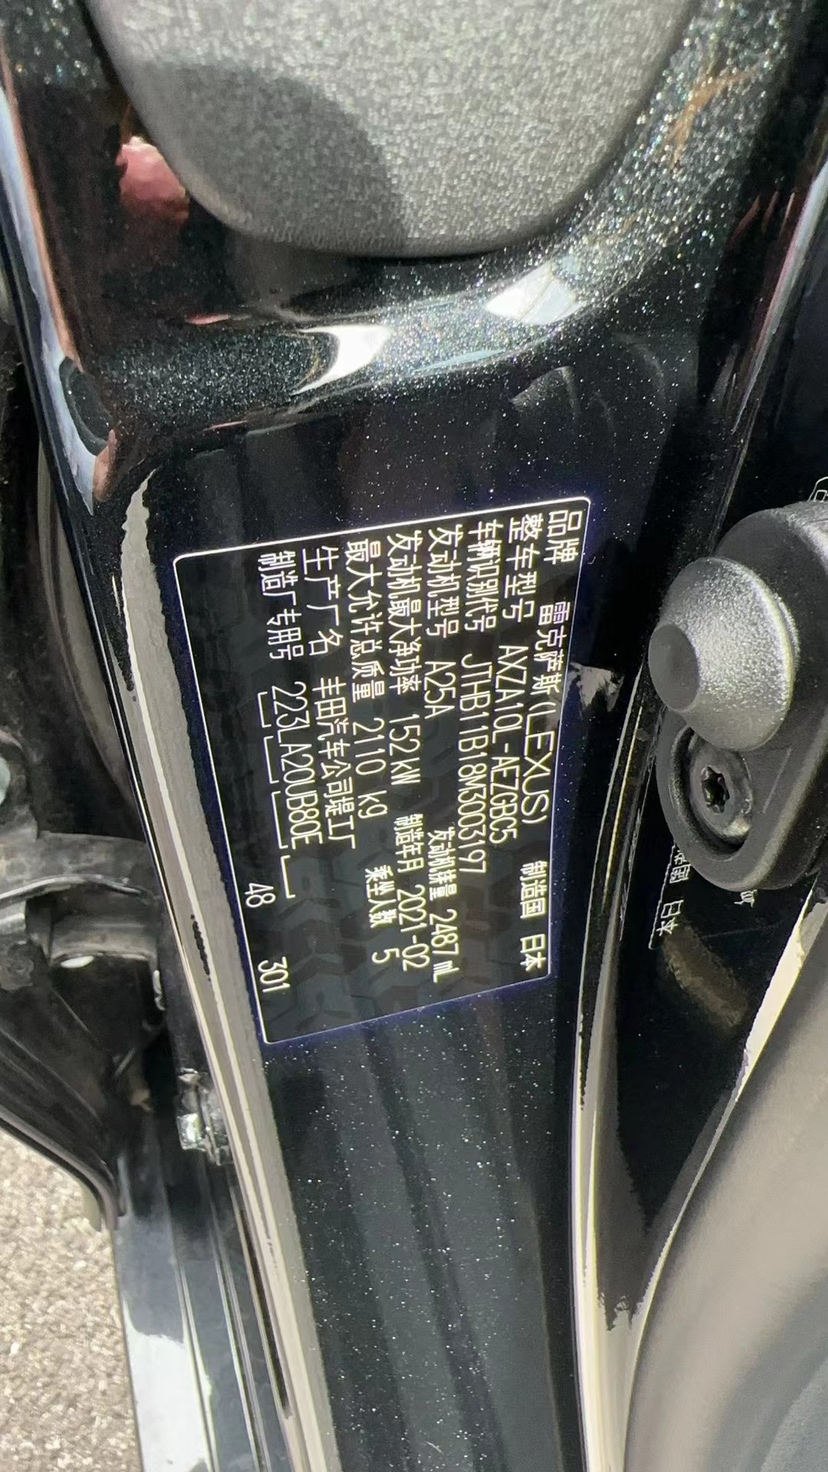 品牌 雷克萨斯(LEXUS) 制造国 日本
整车型号 AXZA10L-AEZGBC5
车辆识别代号 JTHB11B18M3003197
发动机型号 A25A 发动机排量 2487 mL
发动机最大净功率 152 kW 制造年月 2021-02
最大允许总质量 2110 kg 乘坐人数 5
生产厂名 丰田汽车公司堤工厂
制造厂专用号 223LA20UB80E
48 301
国 日本